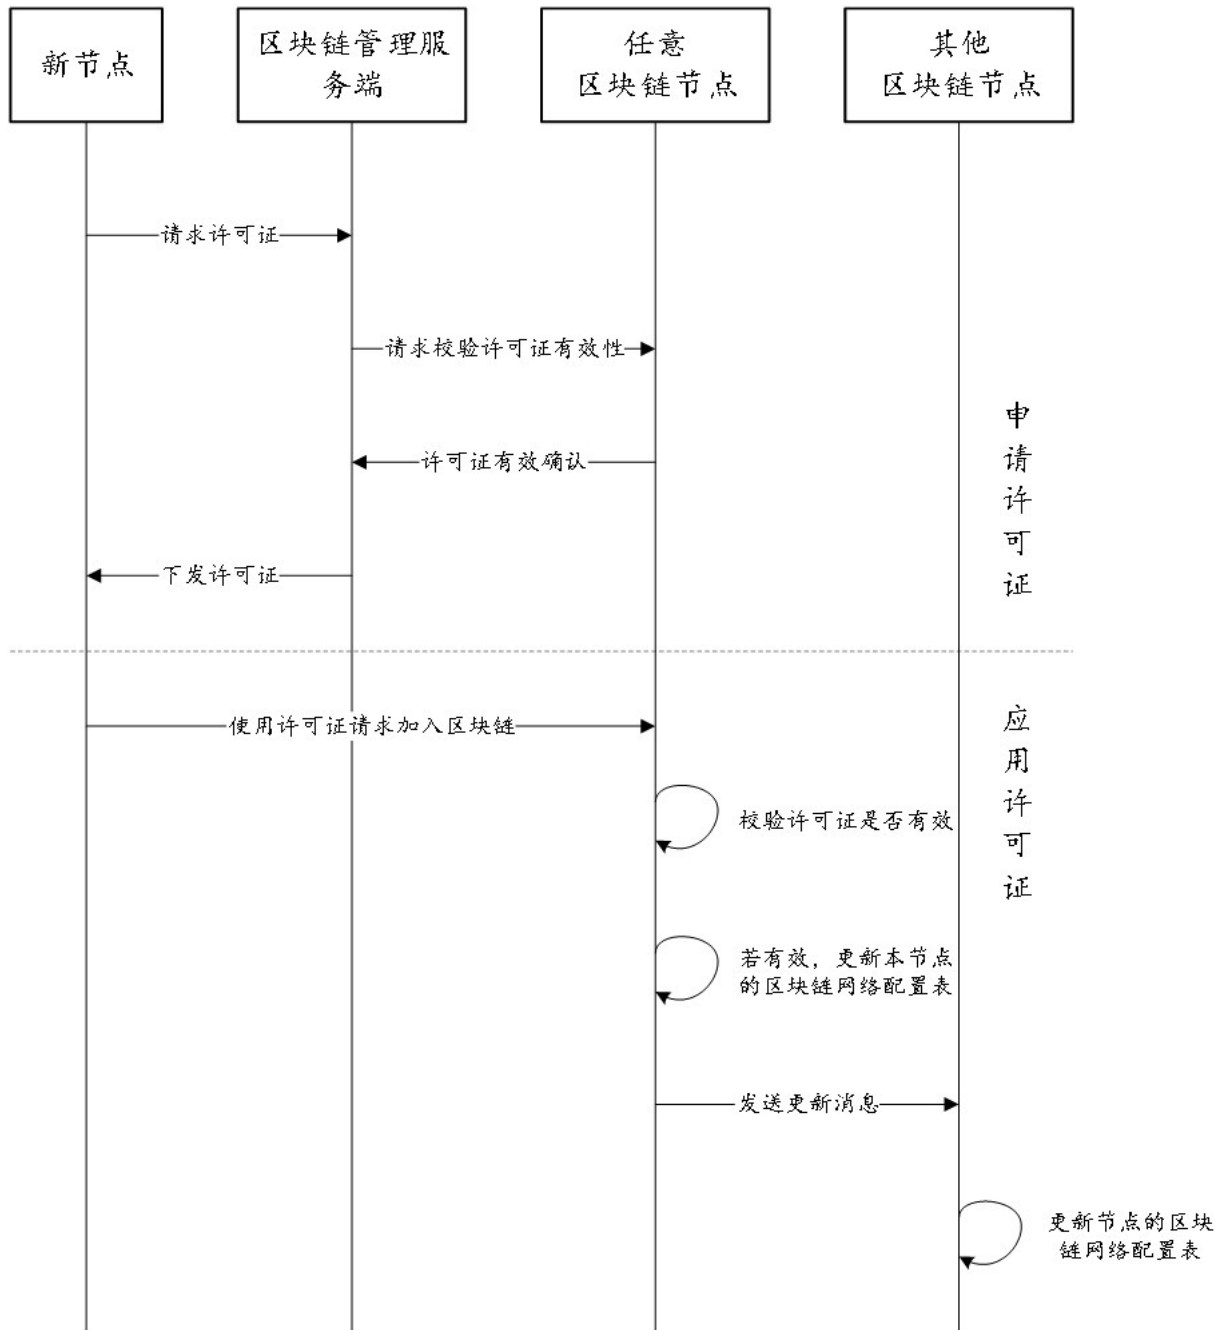 新节点
区块链管理服
务端
任意
区块链节点
其他
区块链节点
请求许可证
请求校验许可证有效性
许可证有效确认
下发许可证
申请许可证
使用许可证请求加入区块链
应用许可证
校验许可证是否有效
若有效，更新本节点
的区块链网络配置表
发送更新消息
更新节点的区块
链网络配置表